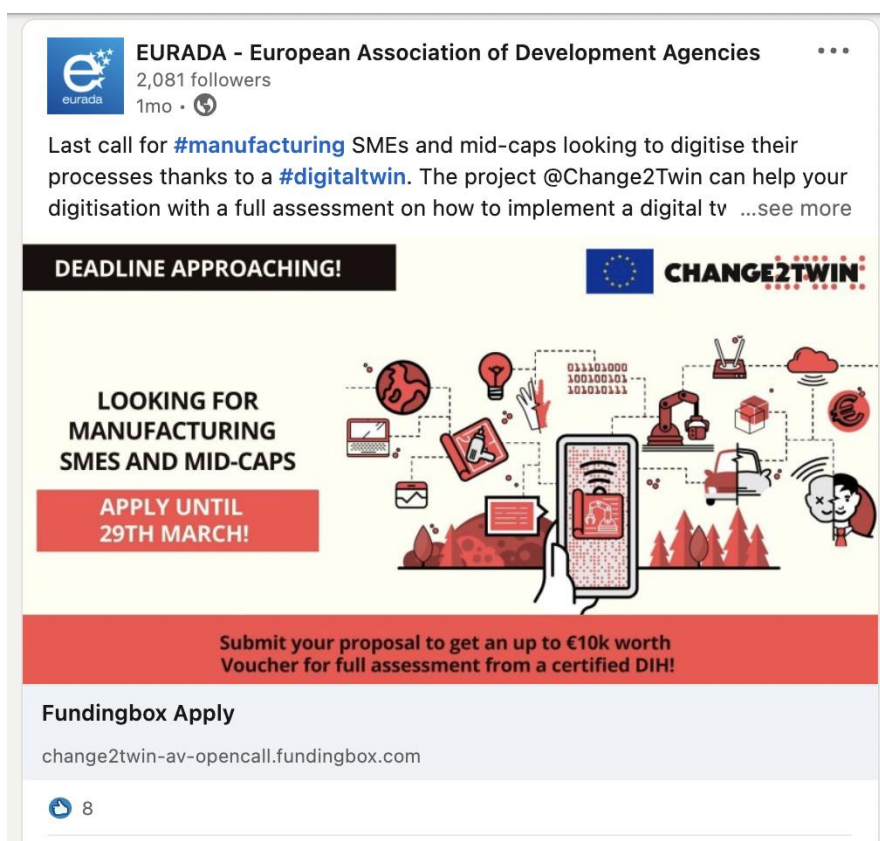 eurada
EURADA - European Association of Development Agencies
2,081 followers
1mo •
Last call for #manufacturing SMEs and mid-caps looking to digitise their
processes thanks to a #digitaltwin. The project @Change2Twin can help your
digitisation with a full assessment on how to implement a digital tw ...see more
DEADLINE APPROACHING!
CHANGE2TWIN
LOOKING FOR
MANUFACTURING
SMES AND MID-CAPS
APPLY UNTIL
29TH MARCH!
011101000
100100101
101010111
Submit your proposal to get an up to €10k worth
Voucher for full assessment from a certified DIH!
Fundingbox Apply
change2twin-av-opencall.fundingbox.com
8